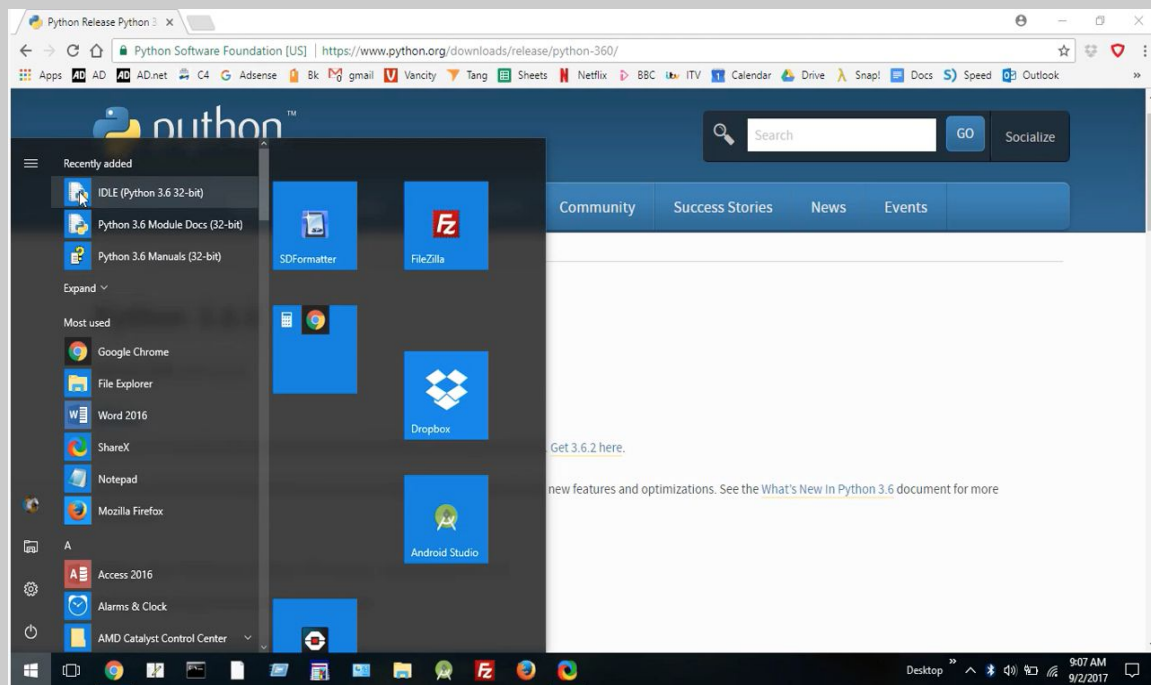 Python Release Python 3
Python Software Foundation [US] | https://www.python.org/downloads/release/python-360/
Apps AD AD AD AD.net C4 G Adsense Bk gmail V Vancity Tang Sheets N Netflix BBC itv ITV 1 Calendar Drive λ Snap! Docs S) Speed Outlook »
python™
Search
GO
Socialize
Community Success Stories News Events
Recently added
IDLE (Python 3.6 32-bit)
Python 3.6 Module Docs (32-bit)
Python 3.6 Manuals (32-bit)
Expand
Most used
Google Chrome
File Explorer
Word 2016
ShareX
Notepad
Mozilla Firefox
A
Access 2016
Alarms & Clock
AMD Catalyst Control Center
SDFormatter
Fz
FileZilla
Dropbox
Android Studio
Get 3.6.2 here.
new features and optimizations. See the What's New In Python 3.6 document for more
Desktop »
9:07 AM
9/2/2017